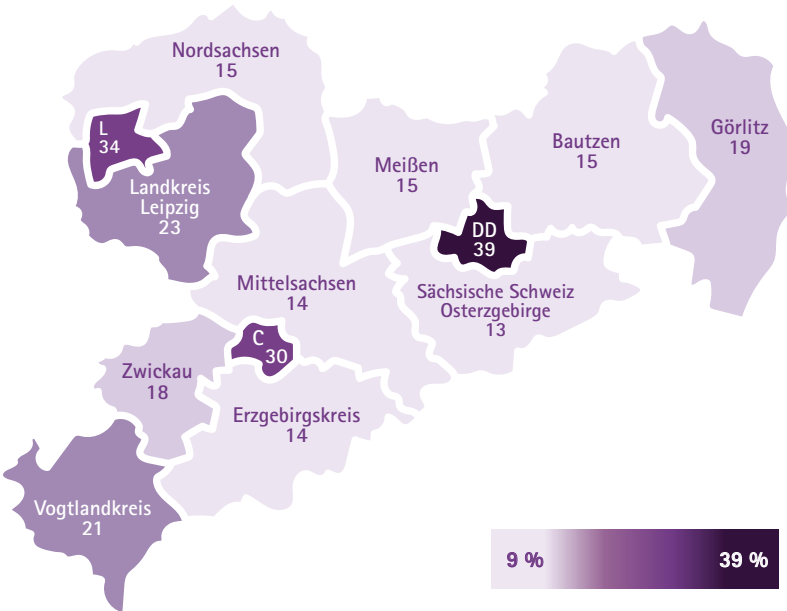 Nordsachsen
15
L
34
Landkreis
Leipzig
23
Meißen
15
Bautzen
15
Görlitz
19
DD
39
Mittelsachsen
14
Sächsische Schweiz
Osterzgebirge
13
C
30
Zwickau
18
Erzgebirgskreis
14
Vogtlandkreis
21
9 % 39 %